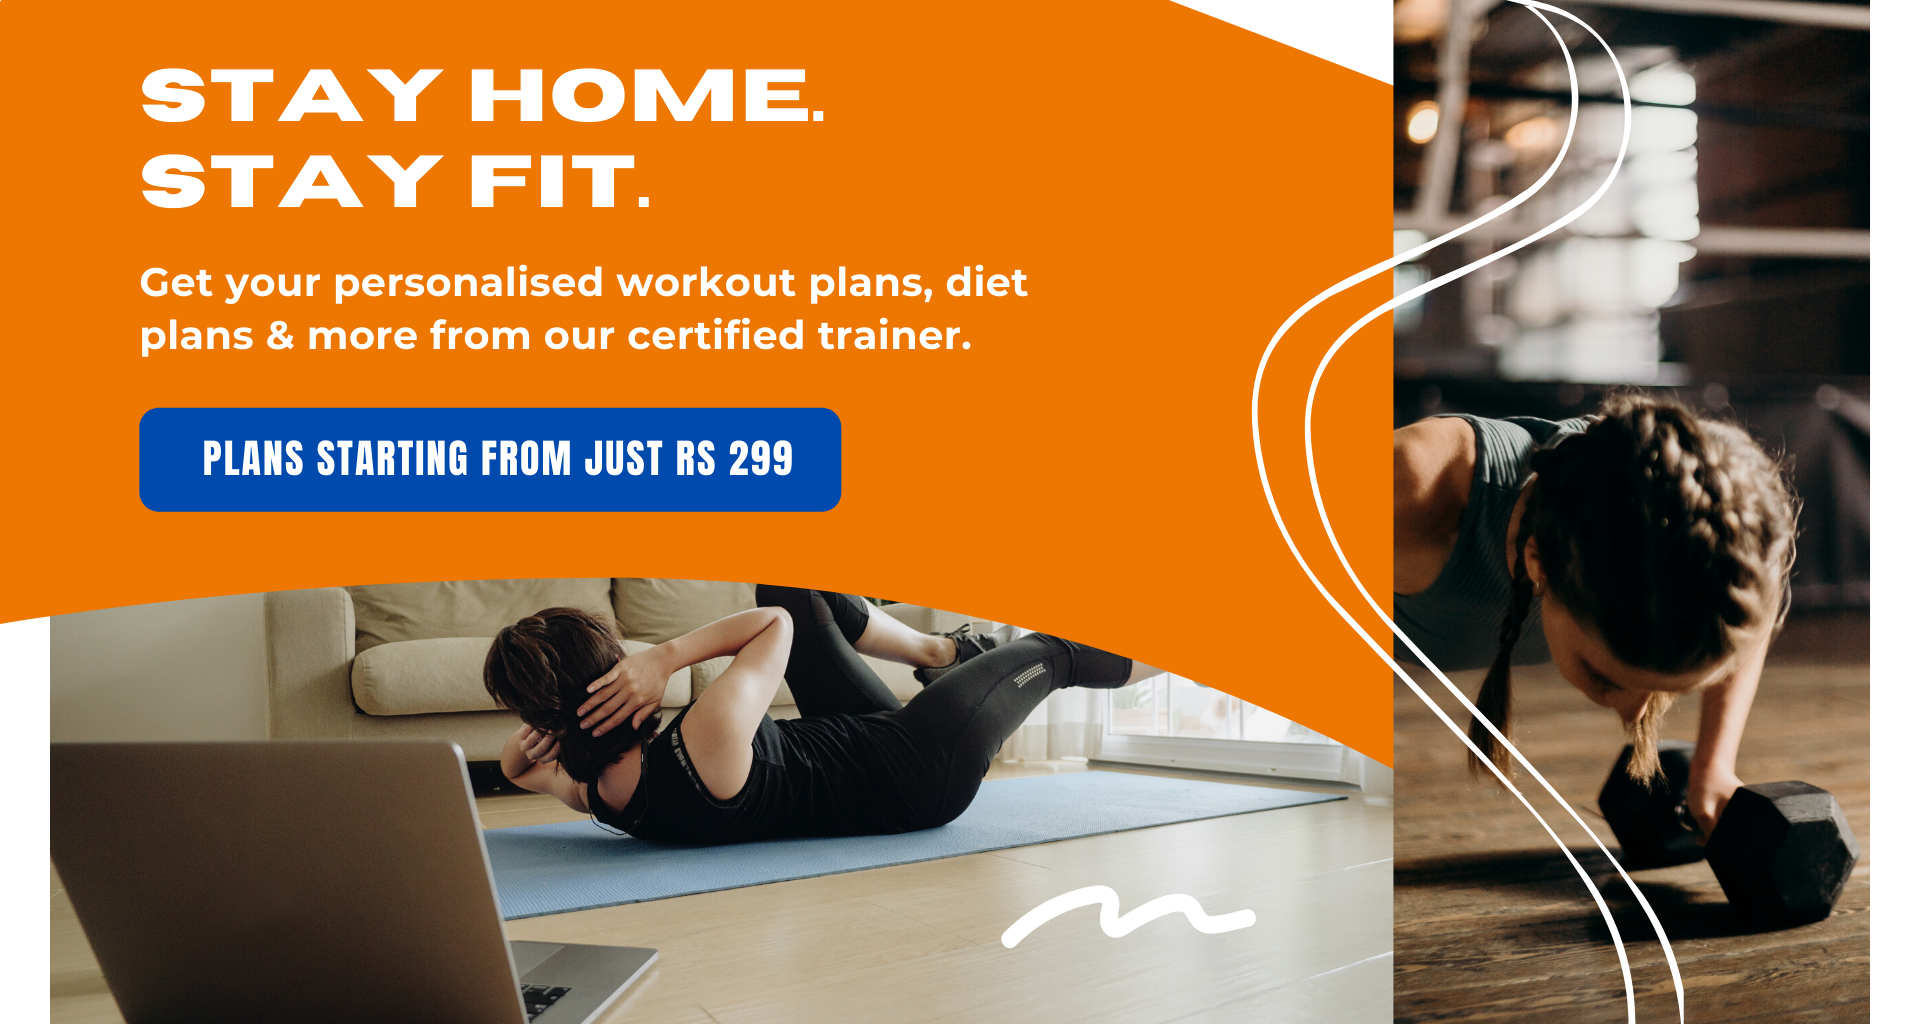 STAY HOME.
STAY FIT.
Get your personalised workout plans, diet
plans & more from our certified trainer.
PLANS STARTING FROM JUST RS 299